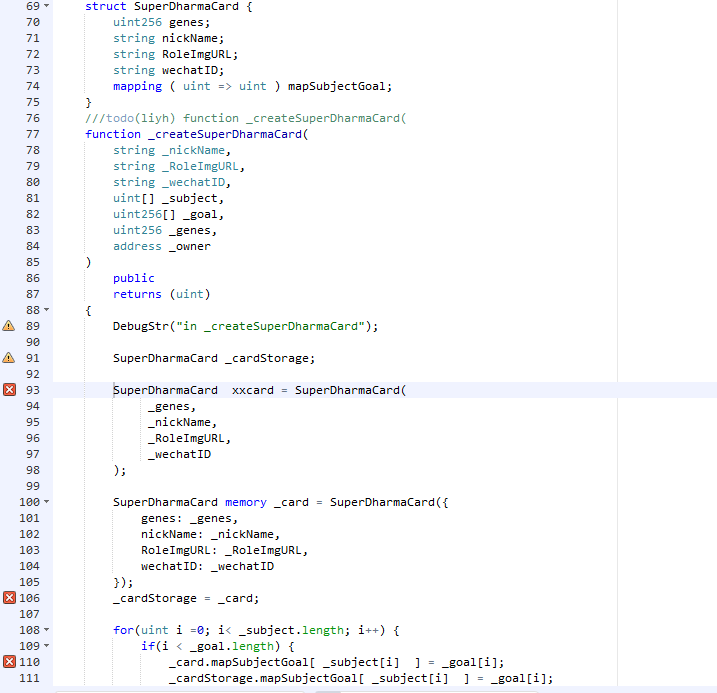 69 struct SuperDharmaCard {
70 uint256 genes;
71 string nickName;
72 string RoleImgURL;
73 string wechatID;
74 mapping ( uint => uint ) mapSubjectGoal;
75 }
76 ///todo(liyh) function _createSuperDharmaCard(
77 function _createSuperDharmaCard(
78 string _nickName,
79 string _RoleImgURL,
80 string _wechatID,
81 uint[] _subject,
82 uint256[] _goal,
83 uint256 _genes,
84 address _owner
85 )
86 public
87 returns (uint)
88 {
89 DebugStr("in _createSuperDharmaCard");
90
91 SuperDharmaCard _cardStorage;
92
93 SuperDharmaCard  xxcard = SuperDharmaCard(
94 _genes,
95 _nickName,
96 _RoleImgURL,
97 _wechatID
98 );
99
100 SuperDharmaCard memory _card = SuperDharmaCard({
101 genes: _genes,
102 nickName: _nickName,
103 RoleImgURL: _RoleImgURL,
104 wechatID: _wechatID
105 });
106 _cardStorage = _card;
107
108 for(uint i =0; i< _subject.length; i++) {
109 if(i < _goal.length) {
110 _card.mapSubjectGoal[ _subject[i]  ] = _goal[i];
111 _cardStorage.mapSubjectGoal[ _subject[i]  ] = _goal[i];